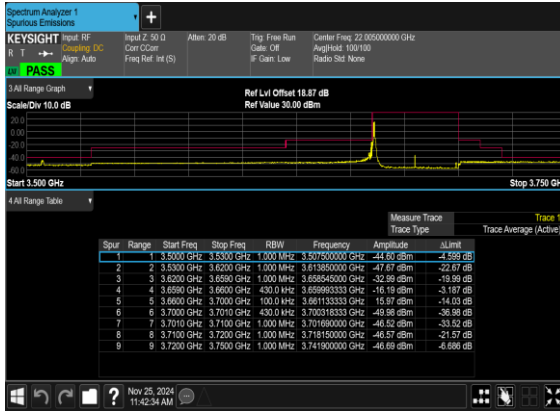 Spectrum Analyzer 1
Spurious Emissions
KEYSIGHT Input: RF Input Z: 50 Ω Atten: 20 dB Trig: Free Run Center Freq: 22.005000000 GHz
R T Coupling: DC Corr CCorr Gate: Off Avg|Hold: 100/100
Align: Auto Freq Ref: Int (S) IF Gain: Low Radio Std: None
PASS
3 All Range Graph
Ref Lvl Offset 18.87 dB
Scale/Div 10.0 dB Ref Value 30.00 dBm
20.0
0.00
-20.0
-40.0
-60.0
Start 3.500 GHz Stop 3.750 GH
4 All Range Table
Measure Trace Trace 1
Trace Type Trace Average (Active)
Spur Range Start Freq Stop Freq RBW Frequency Amplitude ΔLimit
1 1 3.5000 GHz 3.5300 GHz 1.000 MHz 3.507500000 GHz -44.60 dBm -4.599 dB
2 2 3.5300 GHz 3.6200 GHz 1.000 MHz 3.613850000 GHz -47.67 dBm -22.67 dB
3 3 3.6200 GHz 3.6590 GHz 1.000 MHz 3.658545000 GHz -32.99 dBm -19.99 dB
4 4 3.6590 GHz 3.6600 GHz 430.0 kHz 3.659993333 GHz -16.19 dBm -3.187 dB
5 5 3.6600 GHz 3.7000 GHz 100.0 kHz 3.661133333 GHz 15.97 dBm -14.03 dB
6 6 3.7000 GHz 3.7010 GHz 430.0 kHz 3.700318333 GHz -49.98 dBm -36.98 dB
7 7 3.7010 GHz 3.7100 GHz 1.000 MHz 3.701690000 GHz -46.52 dBm -33.52 dB
8 8 3.7100 GHz 3.7200 GHz 1.000 MHz 3.718150000 GHz -46.57 dBm -21.57 dB
9 9 3.7200 GHz 3.7500 GHz 1.000 MHz 3.741900000 GHz -46.69 dBm -6.686 dB
? Nov 25, 2024
11:42:34 AM